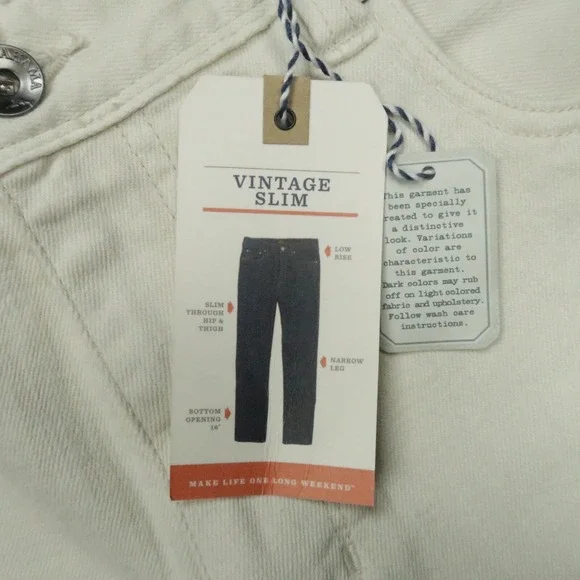 VINTAGE
SLIM
LOW
RISE
SLIM
THROUGH
HIP &
THIGH
NARROW
LEG
BOTTOM
OPENING
16"
MAKE LIFE ONE LONG WEEKEND™
This garment has
been specially
treated to give it
a distinctive
look. Variations
of color are
characteristic to
this garment.
Dark colors may rub
off on light colored
fabric and upholstery.
Follow wash care
instructions.